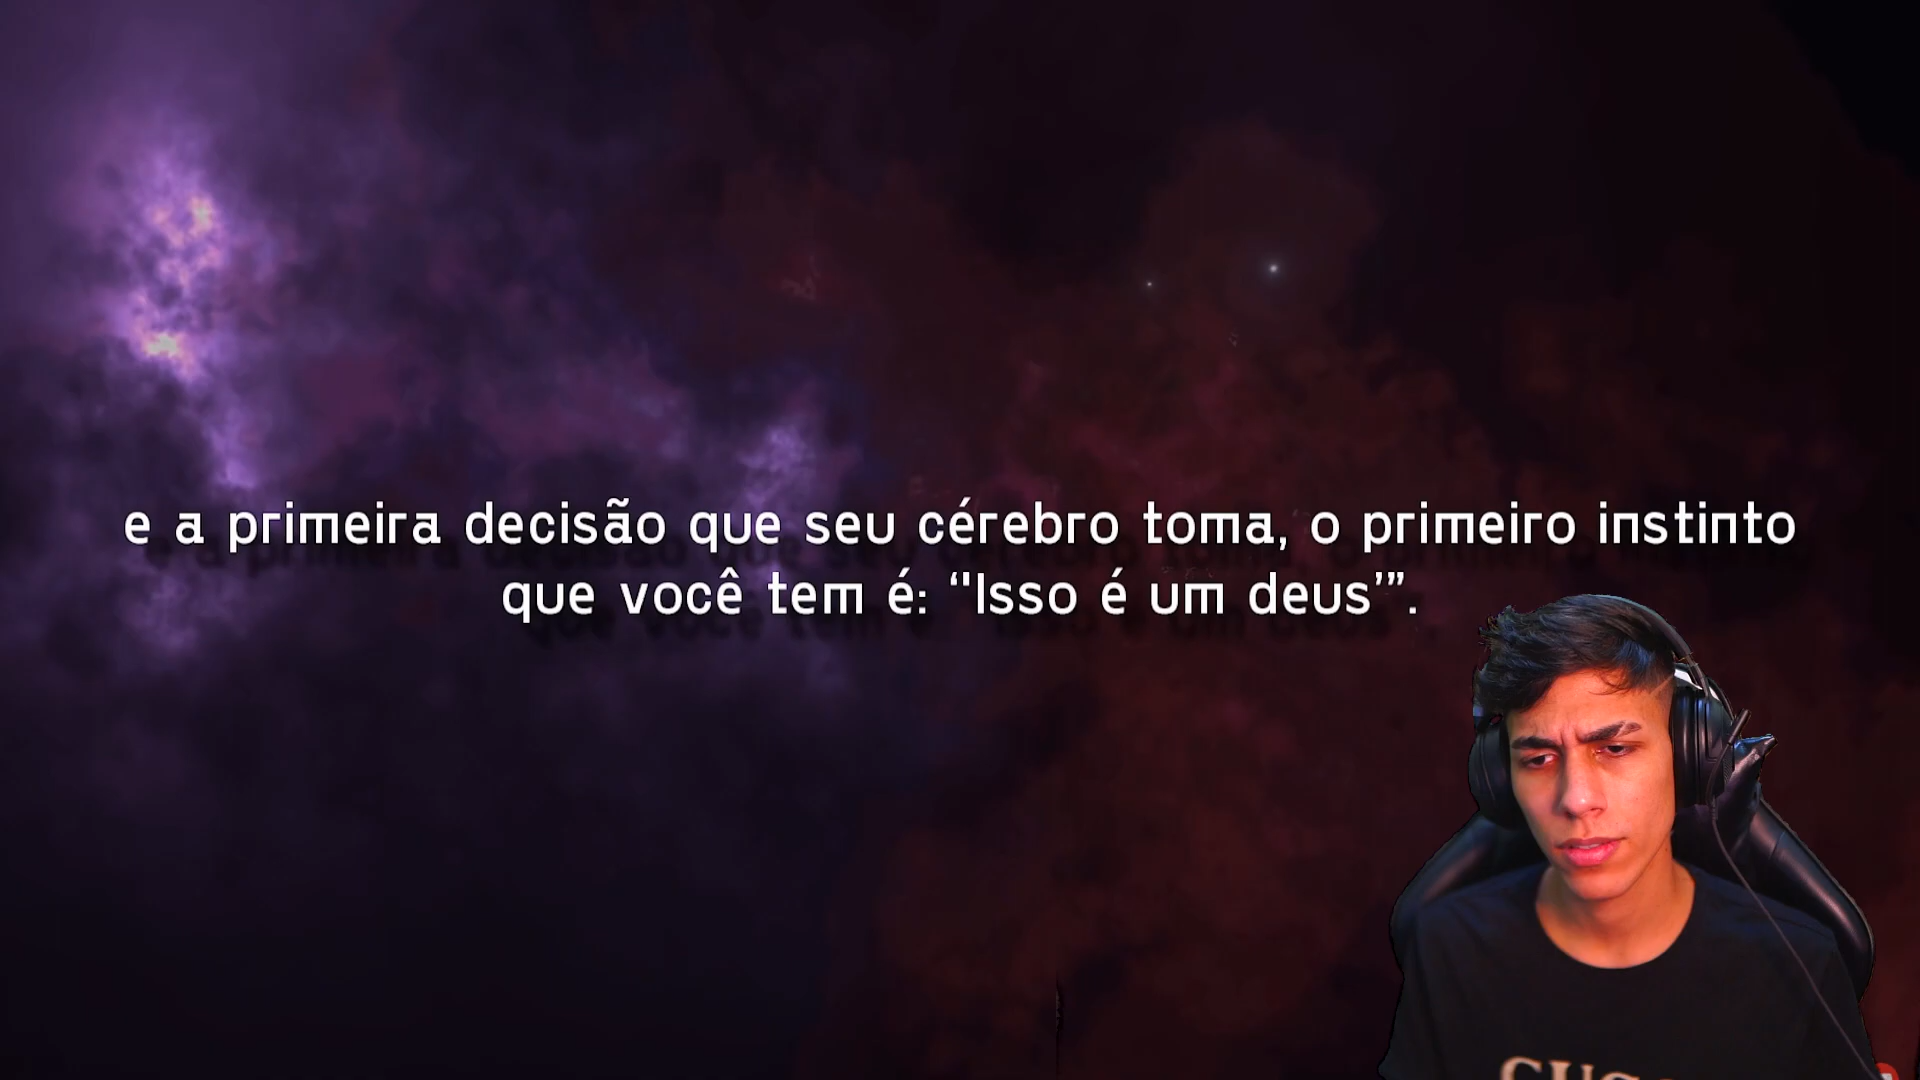 e a primeira decisão que seu cérebro toma, o primeiro instinto
que você tem é: “Isso é um deus’”.